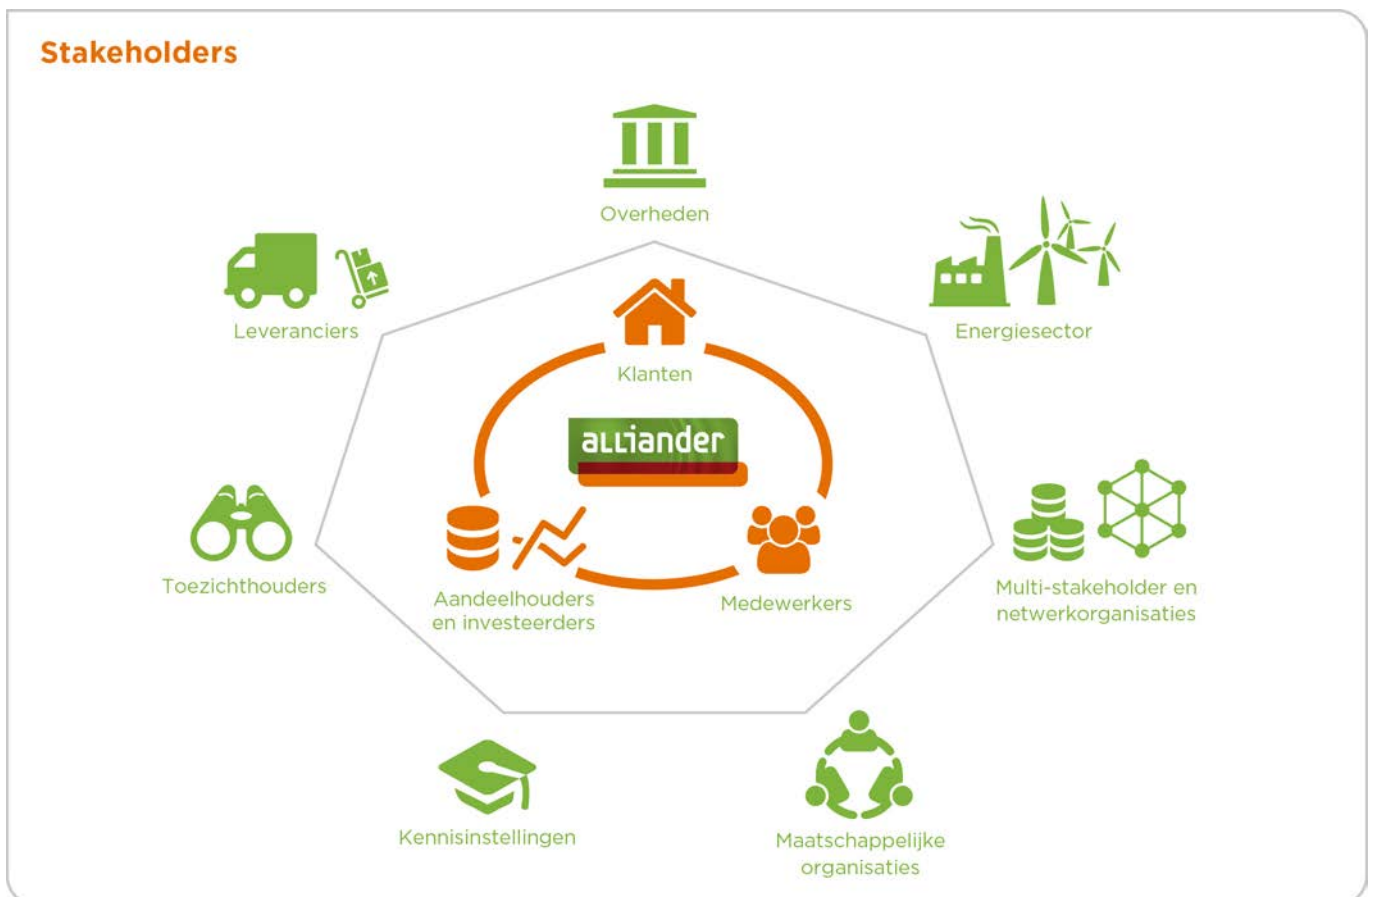 Stakeholders
Overheden
Leveranciers
Energiesector
Klanten
alliander
Toezichthouders
Aandeelhouders
en investeerders
Medewerkers
Multi-stakeholder en
netwerkorganisaties
Kennisinstellingen
Maatschappelijke
organisaties